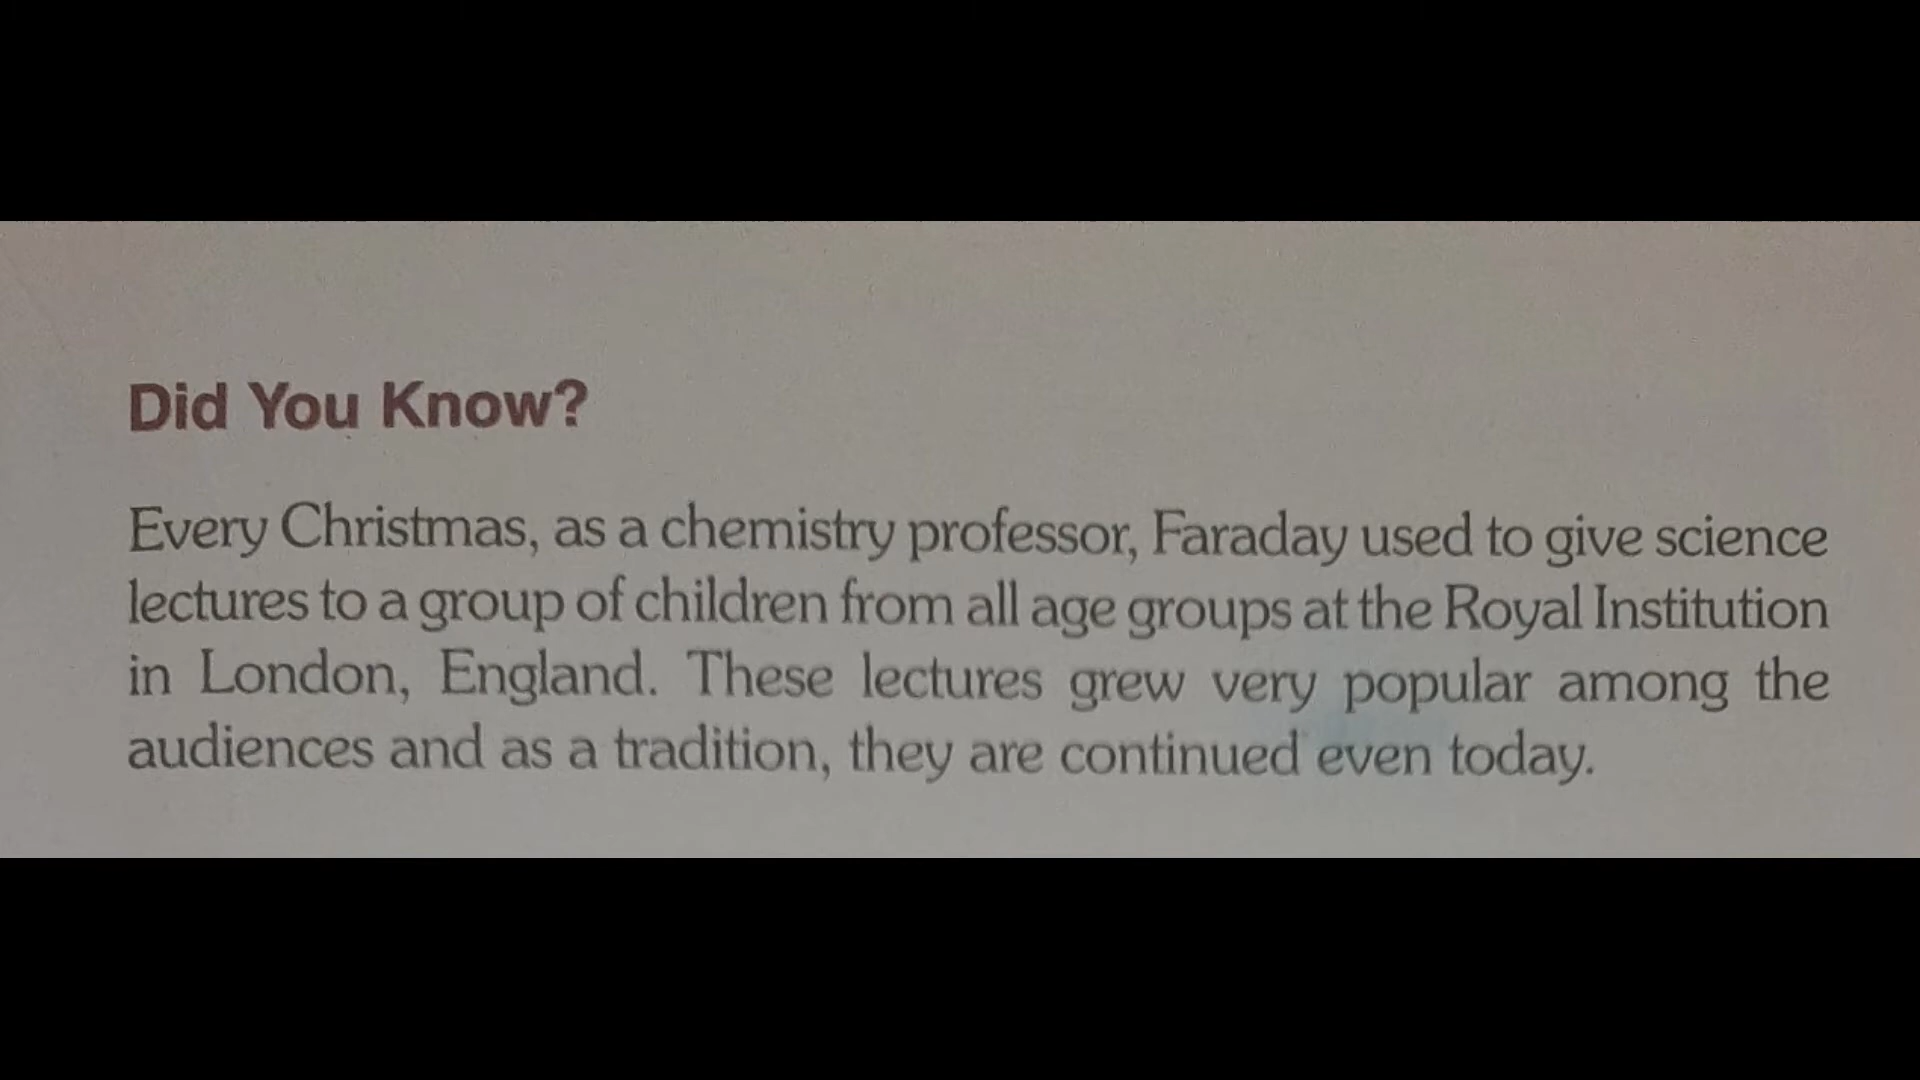 Did You Know?
Every Christmas, as a chemistry professor, Faraday used to give science
lectures to a group of children from all age groups at the Royal Institution
in London, England. These lectures grew very popular among the
audiences and as a tradition, they are continued even today.